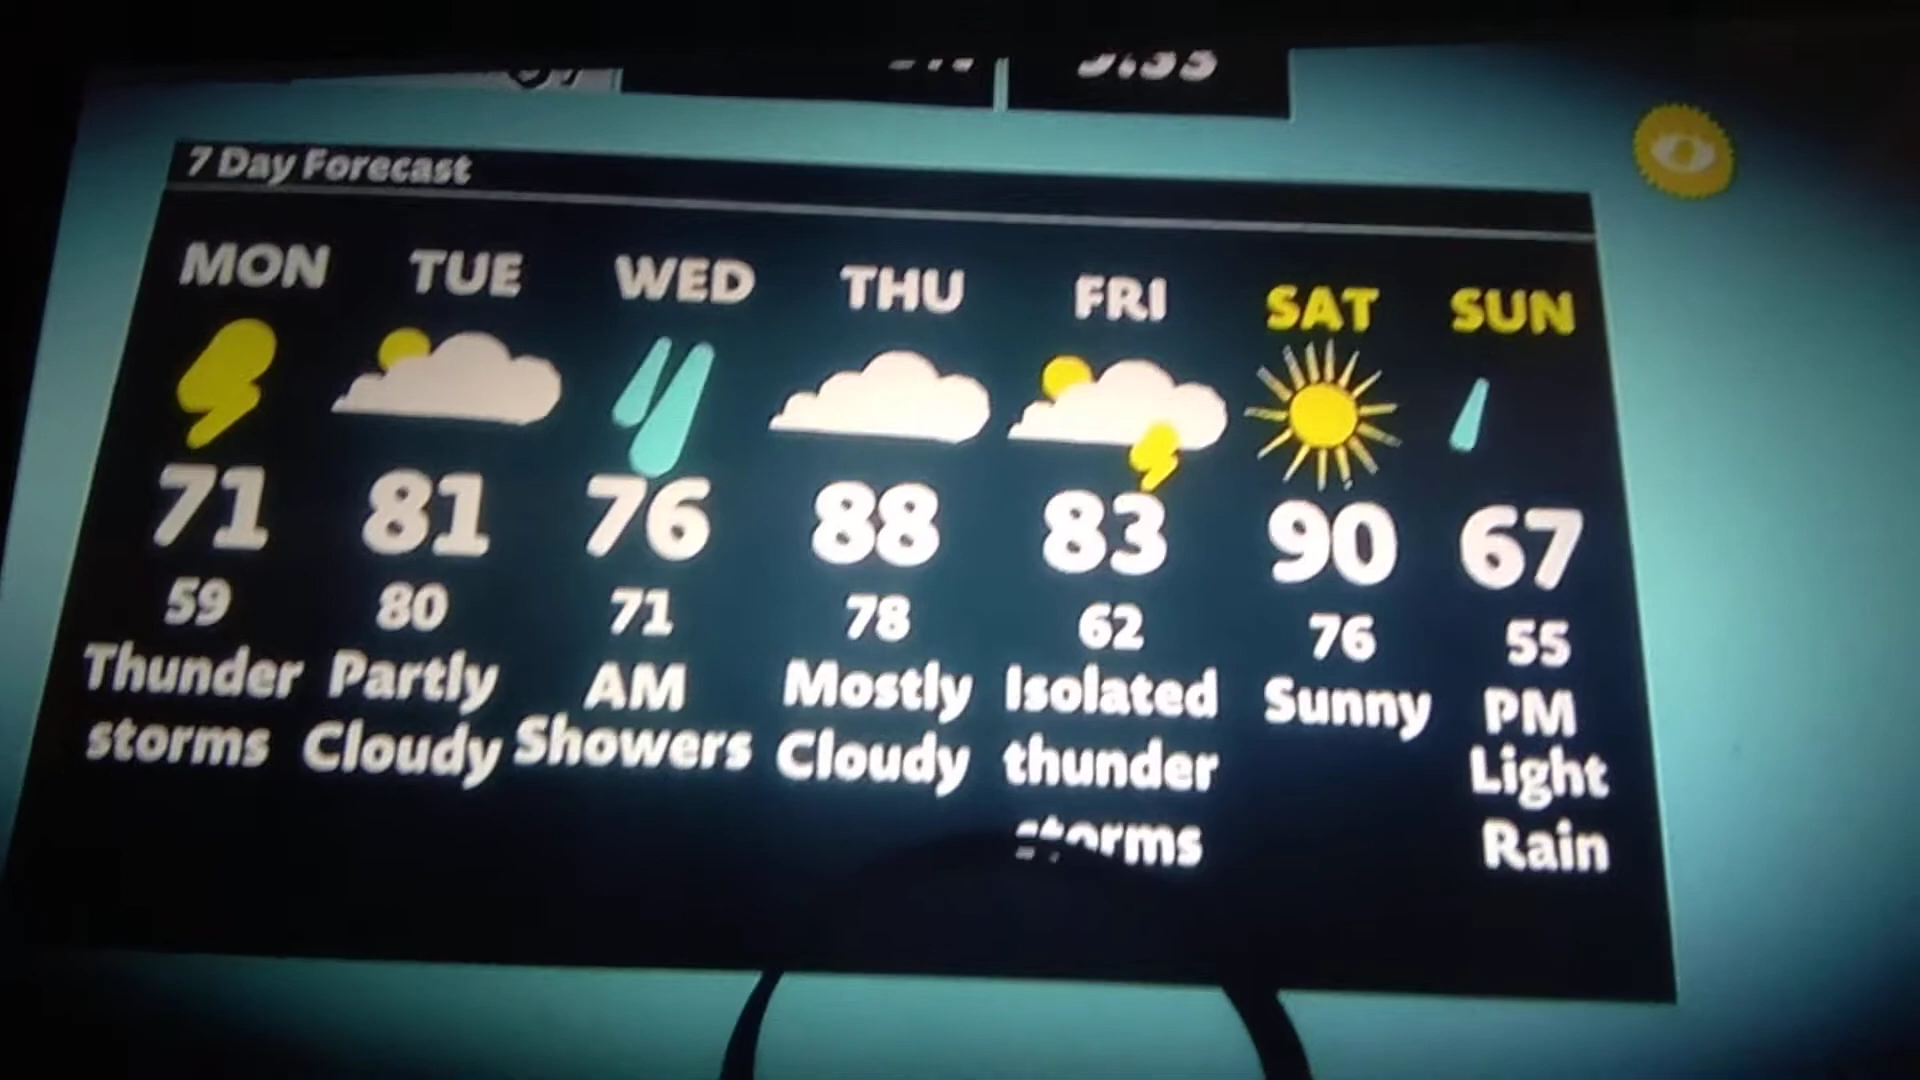 7 Day Forecast
MON TUE WED THU FRI SAT SUN
71 81 76 88 83 90 67
59 80 71 78 62 76 55
Thunder Partly AM Mostly Isolated Sunny PM
storms Cloudy Showers Cloudy thunder Light
storms Rain